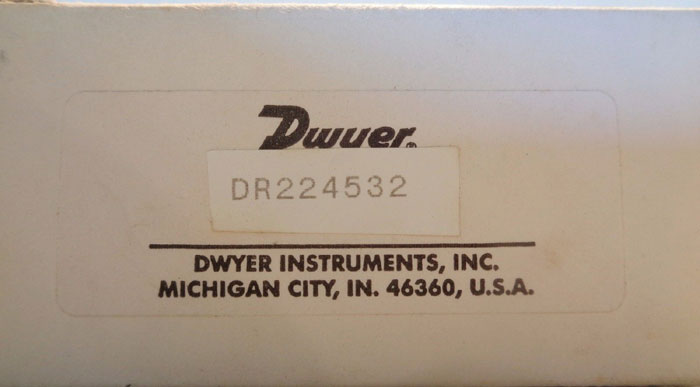 Dwyer®
DR224532
DWYER INSTRUMENTS, INC.
MICHIGAN CITY, IN. 46360, U.S.A.